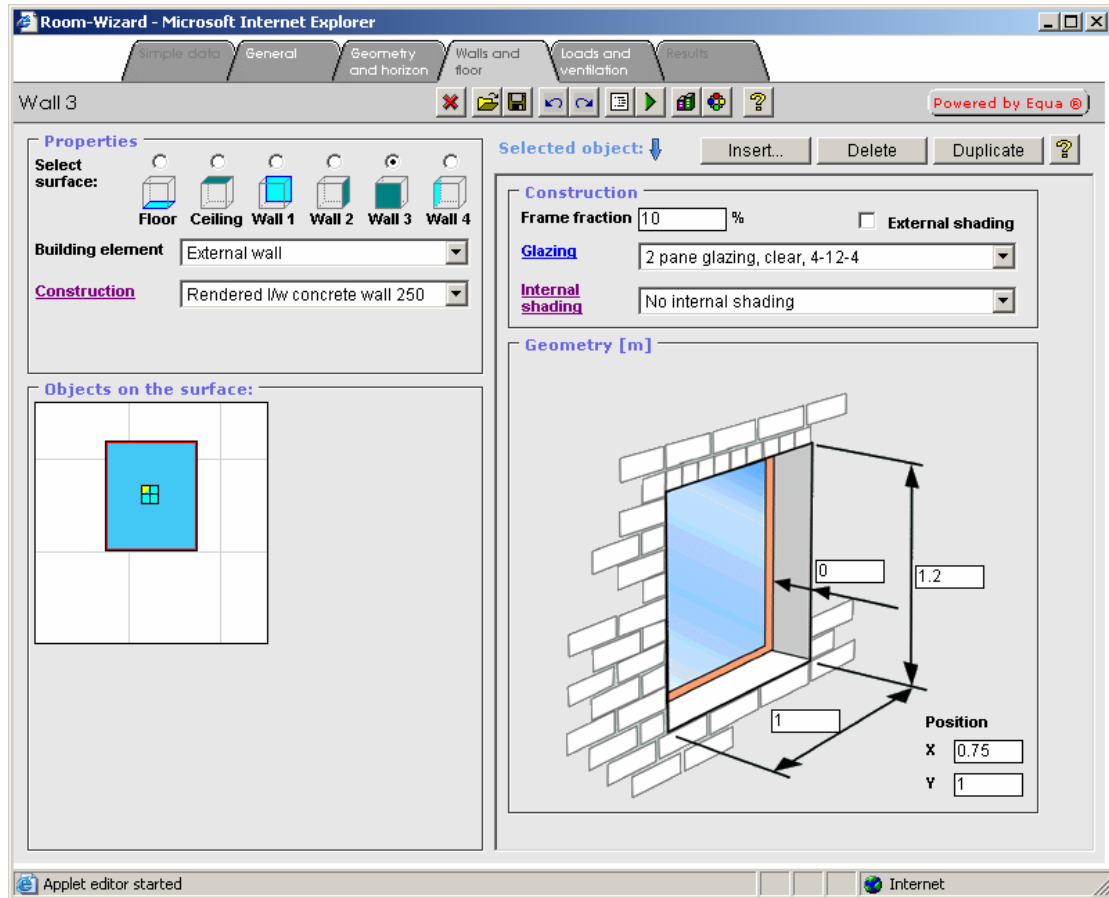 Room-Wizard - Microsoft Internet Explorer
Simple data
General
Geometry
and horizon
Walls and
floor
Loads and
ventilation
Results
Wall 3
Powered by Equa ®
Properties
Select
surface:
Floor Ceiling Wall 1 Wall 2 Wall 3 Wall 4
Building element External wall
Construction Rendered l/w concrete wall 250
Objects on the surface:
Selected object: Insert... Delete Duplicate ?
Construction
Frame fraction 10 % External shading
Glazing 2 pane glazing, clear, 4-12-4
Internal
shading No internal shading
Geometry [m]
0
1.2
1
Position
X 0.75
Y 1
Applet editor started
Internet